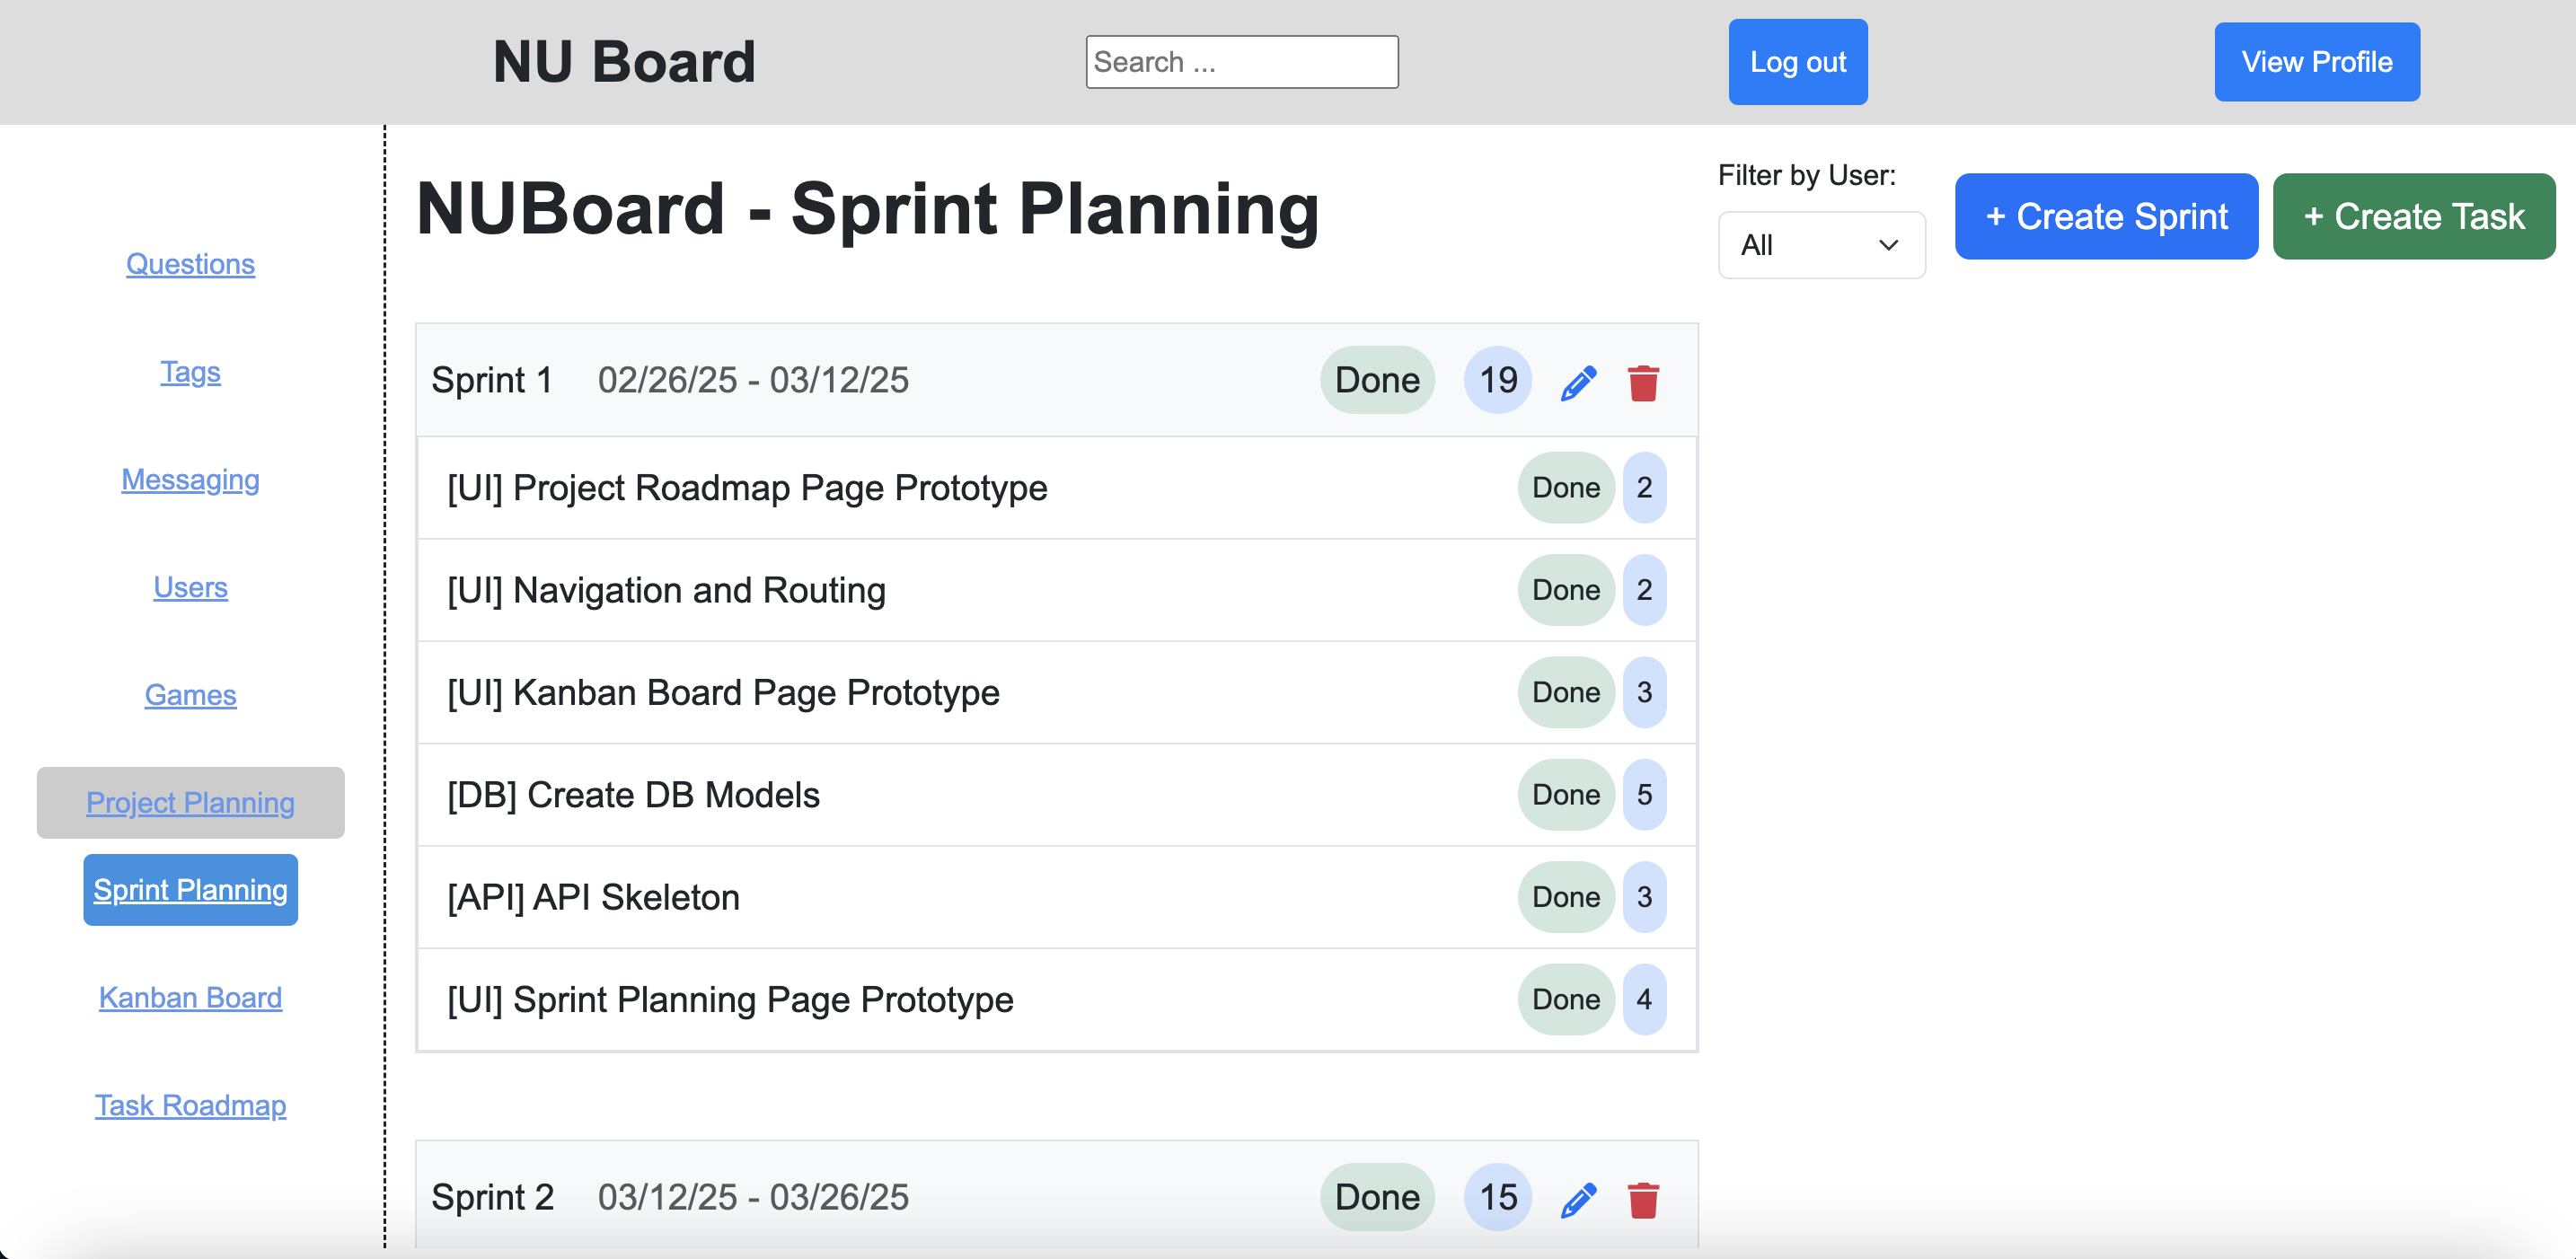 NU Board
Search ...
Log out
View Profile
Questions
Tags
Messaging
Users
Games
Project Planning
Sprint Planning
Kanban Board
Task Roadmap
NUBoard - Sprint Planning
Filter by User:
All
+ Create Sprint
+ Create Task
Sprint 1 02/26/25 - 03/12/25 Done 19
[UI] Project Roadmap Page Prototype Done 2
[UI] Navigation and Routing Done 2
[UI] Kanban Board Page Prototype Done 3
[DB] Create DB Models Done 5
[API] API Skeleton Done 3
[UI] Sprint Planning Page Prototype Done 4
Sprint 2 03/12/25 - 03/26/25 Done 15